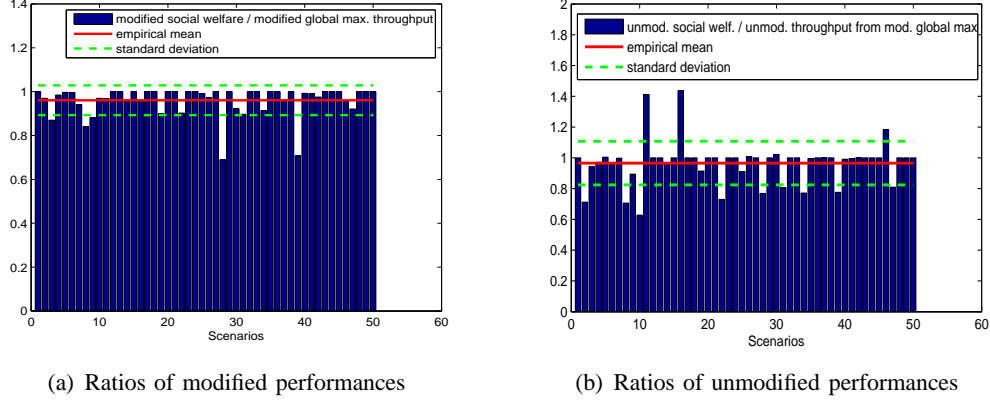 1.4
1.2
1
0.8
0.6
0.4
0.2
0
0 10 20 30 40 50 60
Scenarios
modified social welfare / modified global max. throughput
empirical mean
standard deviation
(a) Ratios of modified performances
2
1.8
1.6
1.4
1.2
1
0.8
0.6
0.4
0.2
0
0 10 20 30 40 50 60
Scenarios
unmod. social welf. / unmod. throughput from mod. global max
empirical mean
standard deviation
(b) Ratios of unmodified performances